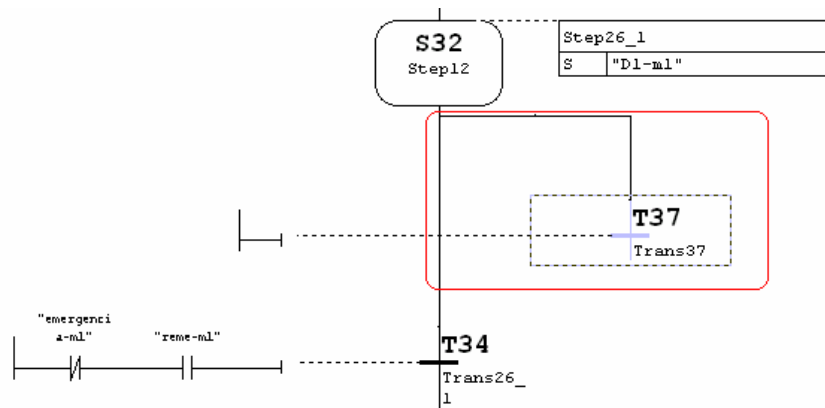 S32
Step12
Step26_1
S "D1-m1"
T37
Trans37
"emergenci
a-m1"
"reme-m1"
T34
Trans26_
1